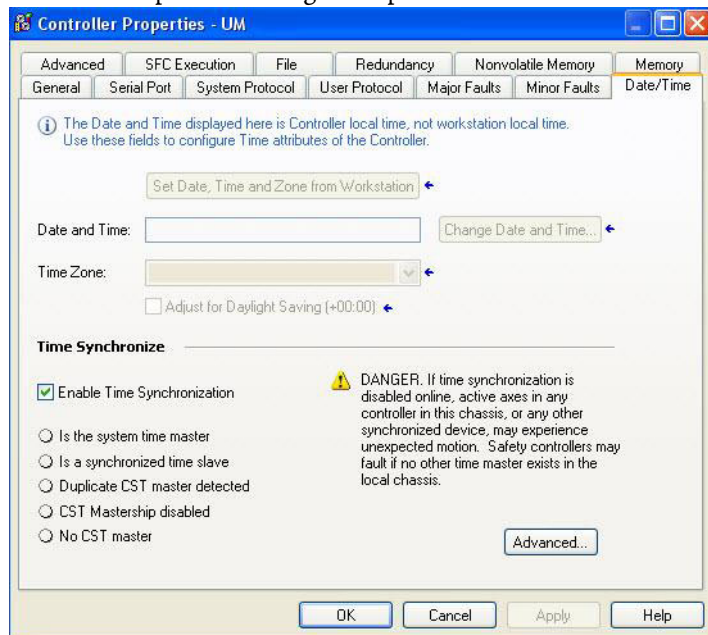 Controller Properties - UM
Advanced SFC Execution File Redundancy Nonvolatile Memory Memory
General Serial Port System Protocol User Protocol Major Faults Minor Faults Date/Time
The Date and Time displayed here is Controller local time, not workstation local time.
Use these fields to configure Time attributes of the Controller.
Set Date, Time and Zone from Workstation
Date and Time: Change Date and Time...
Time Zone:
Adjust for Daylight Saving (+00:00)
Time Synchronize
Enable Time Synchronization
Is the system time master
Is a synchronized time slave
Duplicate CST master detected
CST Mastership disabled
No CST master
DANGER. If time synchronization is
disabled online, active axes in any
controller in this chassis, or any other
synchronized device, may experience
unexpected motion. Safety controllers may
fault if no other time master exists in the
local chassis.
Advanced...
OK Cancel Apply Help